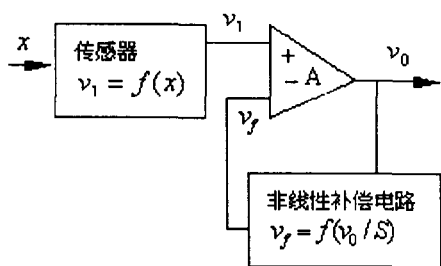 x
传感器
v₁ = f(x)
v₁
+
− A
v_f
v₀
非线性补偿电路
v_f = f(v₀/S)